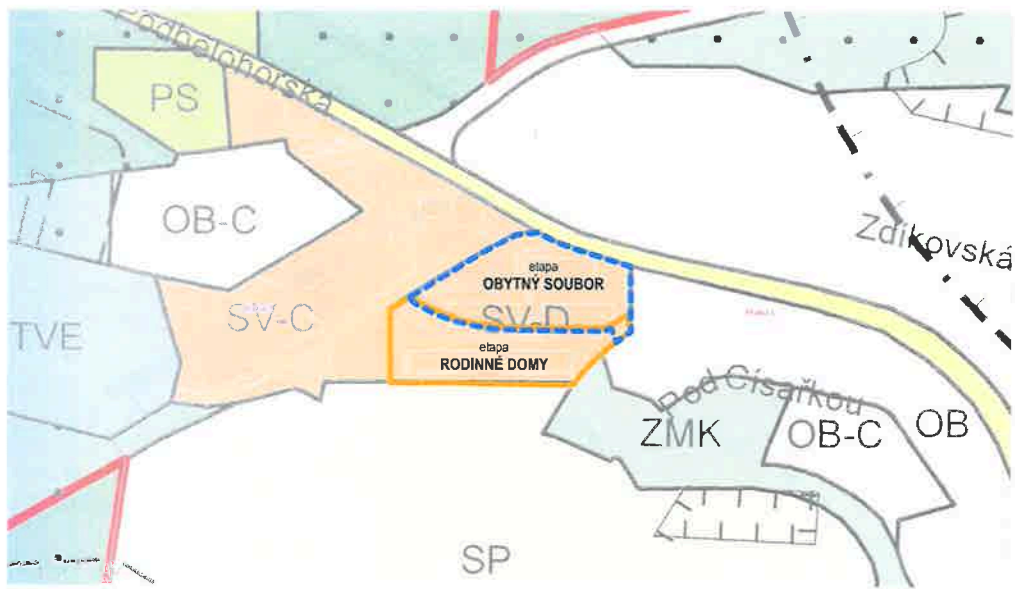 Podbělohorská
PS
OB-C
Zdíkovská
etapa
OBYTNÝ SOUBOR
SV-C
SV-D
TVE
etapa
RODINNÉ DOMY
Pod Císařkou
ZMK
OB-C
OB
SP